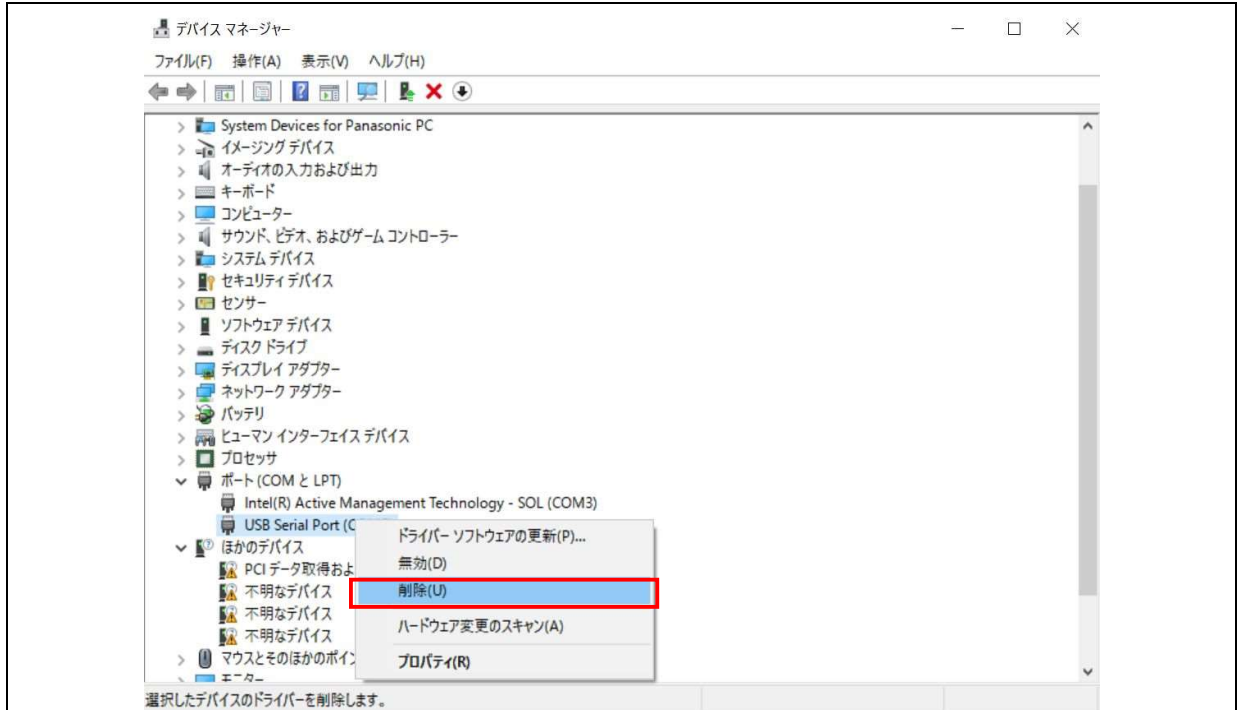 デバイス マネージャー
ファイル(F) 操作(A) 表示(V) ヘルプ(H)
System Devices for Panasonic PC
イメージング デバイス
オーディオの入力および出力
キーボード
コンピューター
サウンド、ビデオ、およびゲーム コントローラー
システム デバイス
セキュリティ デバイス
センサー
ソフトウェア デバイス
ディスク ドライブ
ディスプレイ アダプター
ネットワーク アダプター
バッテリ
ヒューマン インターフェイス デバイス
プロセッサ
ポート (COM と LPT)
Intel(R) Active Management Technology - SOL (COM3)
USB Serial Port (C
ほかのデバイス
PCI データ取得およ
不明なデバイス
不明なデバイス
不明なデバイス
マウスとそのほかのポイン
モニター
ドライバー ソフトウェアの更新(P)...
無効(D)
削除(U)
ハードウェア変更のスキャン(A)
プロパティ(R)
選択したデバイスのドライバーを削除します。